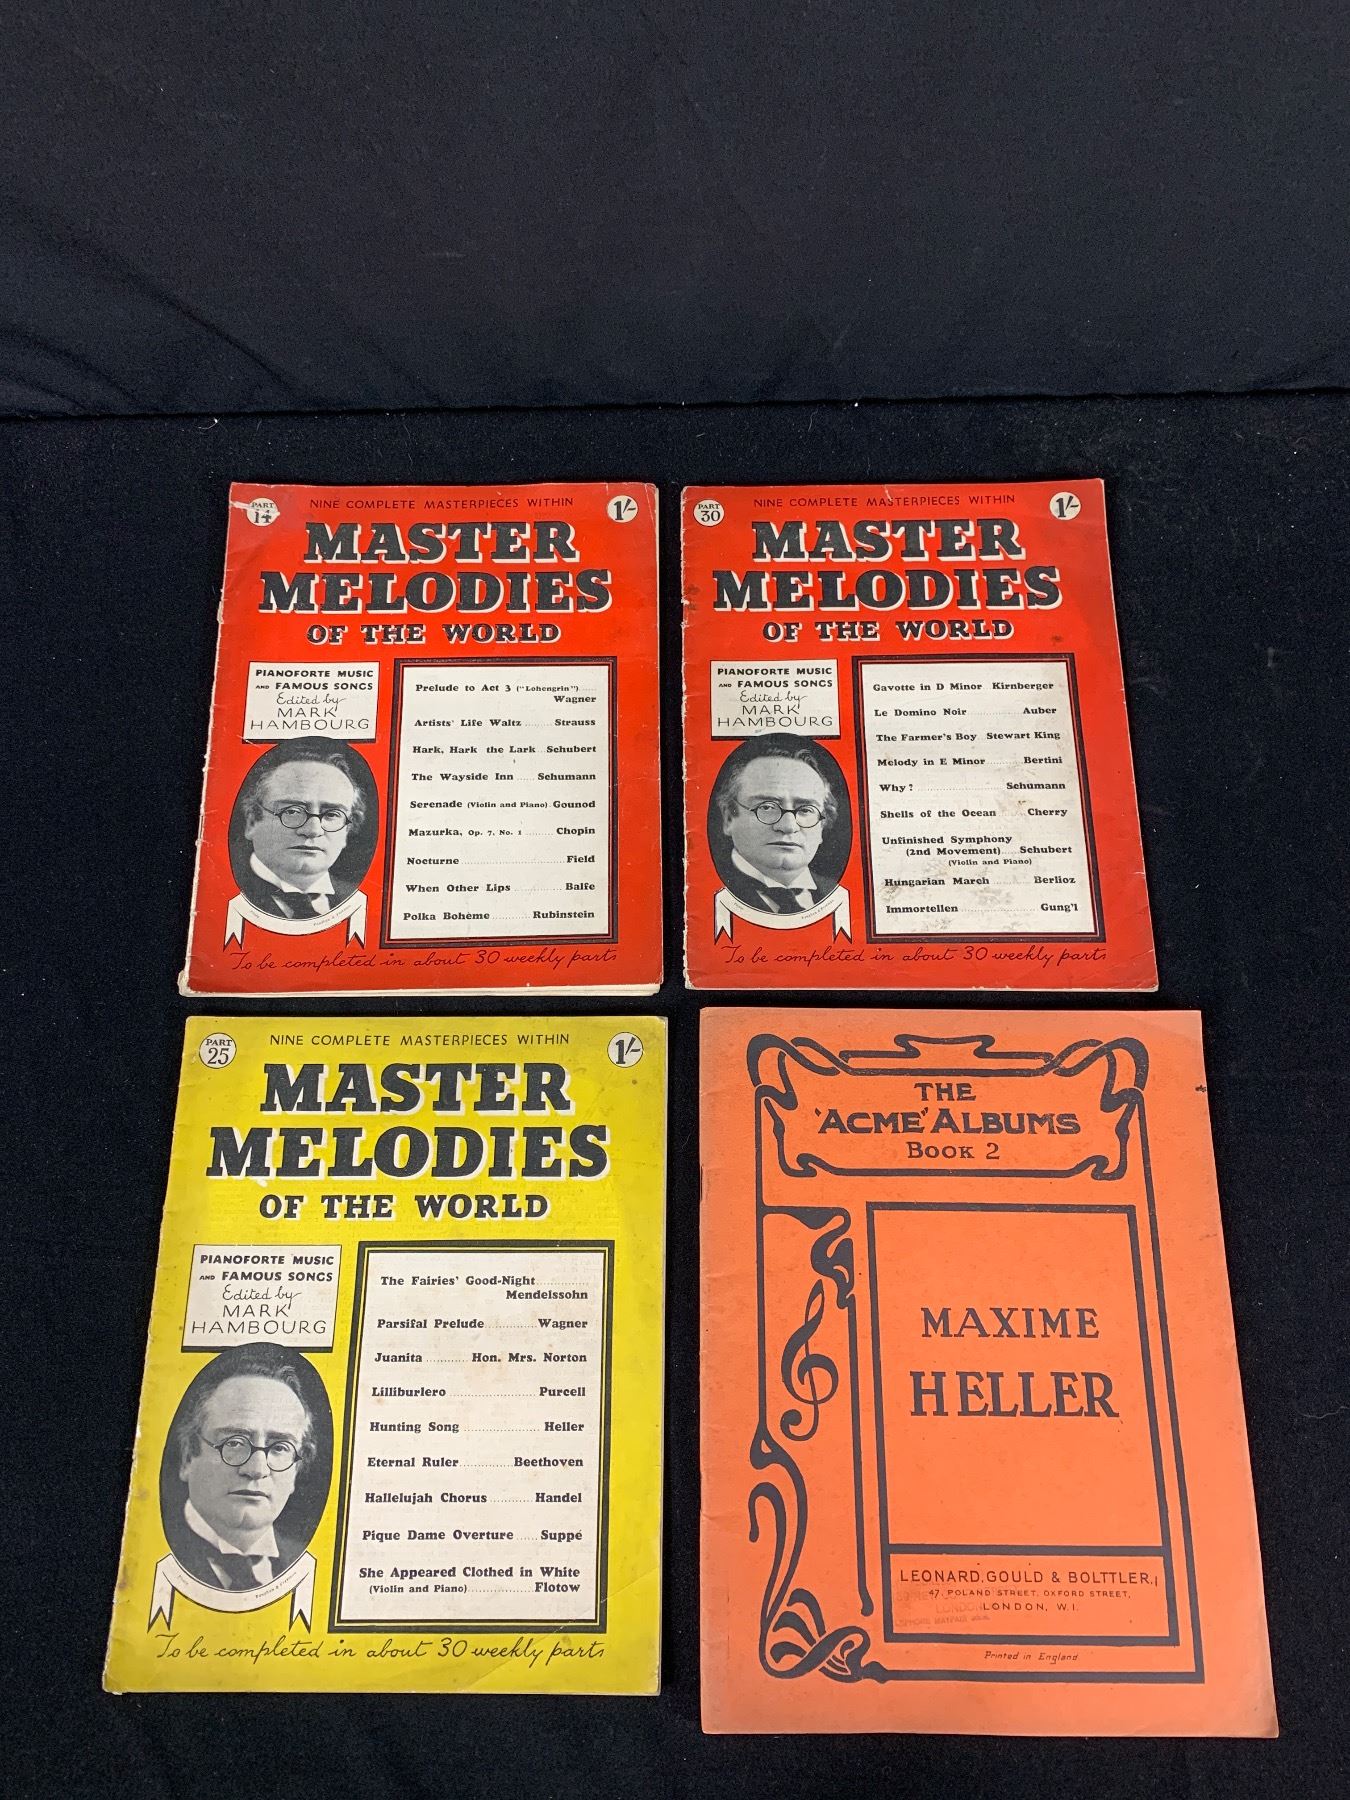 PART
14
NINE COMPLETE MASTERPIECES WITHIN
1/-
MASTER
MELODIES
OF THE WORLD
PIANOFORTE MUSIC
AND FAMOUS SONGS
Edited by
MARK
HAMBOURG
Prelude to Act 3 ("Lohengrin")......
Wagner
Artists' Life Waltz ........ Strauss
Hark, Hark the Lark Schubert
The Wayside Inn ..... Schumann
Serenade (Violin and Piano) Gounod
Mazurka, Op. 7, No. 1 ......... Chopin
Nocturne ........................... Field
When Other Lips ............. Balfe
Polka Bohème .......... Rubinstein
To be completed in about 30 weekly parts
PART
30
NINE COMPLETE MASTERPIECES WITHIN
1/-
MASTER
MELODIES
OF THE WORLD
PIANOFORTE MUSIC
AND FAMOUS SONGS
Edited by
MARK
HAMBOURG
Gavotte in D Minor Kirnberger
Le Domino Noir .............. Auber
The Farmer's Boy Stewart King
Melody in E Minor ......... Bertini
Why? ...................... Schumann
Shells of the Ocean ....... Cherry
Unfinished Symphony
(2nd Movement)..... Schubert
(Violin and Piano)
Hungarian March .......... Berlioz
Immortellen .................... Gung'l
To be completed in about 30 weekly parts
PART
25
NINE COMPLETE MASTERPIECES WITHIN
1/-
MASTER
MELODIES
OF THE WORLD
PIANOFORTE MUSIC
AND FAMOUS SONGS
Edited by
MARK
HAMBOURG
The Fairies' Good-Night ............
Mendelssohn
Parsifal Prelude ............ Wagner
Juanita .......... Hon. Mrs. Norton
Lilliburlero ...................... Purcell
Hunting Song .................. Heller
Eternal Ruler ............. Beethoven
Hallelujah Chorus .......... Handel
Pique Dame Overture ..... Suppé
She Appeared Clothed in White
(Violin and Piano) ............... Flotow
To be completed in about 30 weekly parts
THE
"ACME" ALBUMS
BOOK 2
MAXIME
HELLER
LEONARD, GOULD & BOLTTLER,
47, POLAND STREET, OXFORD STREET,
LONDON, W.1.
Printed in England